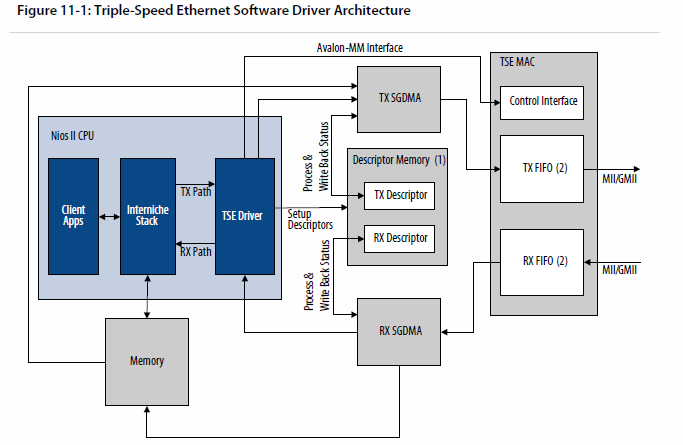 Figure 11-1: Triple-Speed Ethernet Software Driver Architecture
Avalon-MM Interface
TSE MAC
TX SGDMA
Control Interface
Nios II CPU
Process &
Write Back Status
Descriptor Memory (1)
TX FIFO (2)
MII/GMII
TX Path
TX Descriptor
Client
Apps
Interniche
Stack
TSE Driver
Setup
Descriptors
RX Descriptor
RX Path
RX FIFO (2)
MII/GMII
Process &
Write Back Status
RX SGDMA
Memory